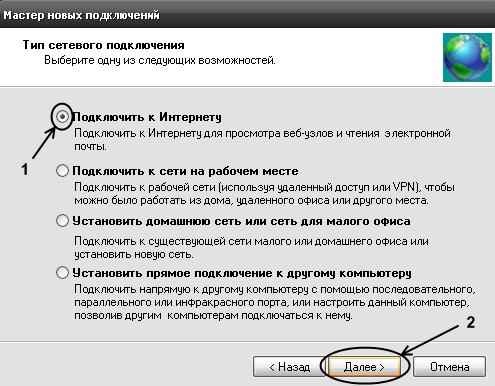 Мастер новых подключений
Тип сетевого подключения
Выберите одну из следующих возможностей.
Подключить к Интернету
1
Подключить к Интернету для просмотра веб-узлов и чтения электронной
почты.
Подключить к сети на рабочем месте
Подключить к рабочей сети (используя удаленный доступ или VPN), чтобы
можно было работать из дома, удаленного офиса или другого места.
Установить домашнюю сеть или сеть для малого офиса
Подключить к существующей сети малого или домашнего офиса или
установить новую сеть.
Установить прямое подключение к другому компьютеру
Подключить напрямую к другому компьютеру с помощью последовательного,
параллельного или инфракрасного порта, или настроить данный компьютер,
позволив другим компьютерам подключаться к нему.
2
< Назад
Далее >
Отмена